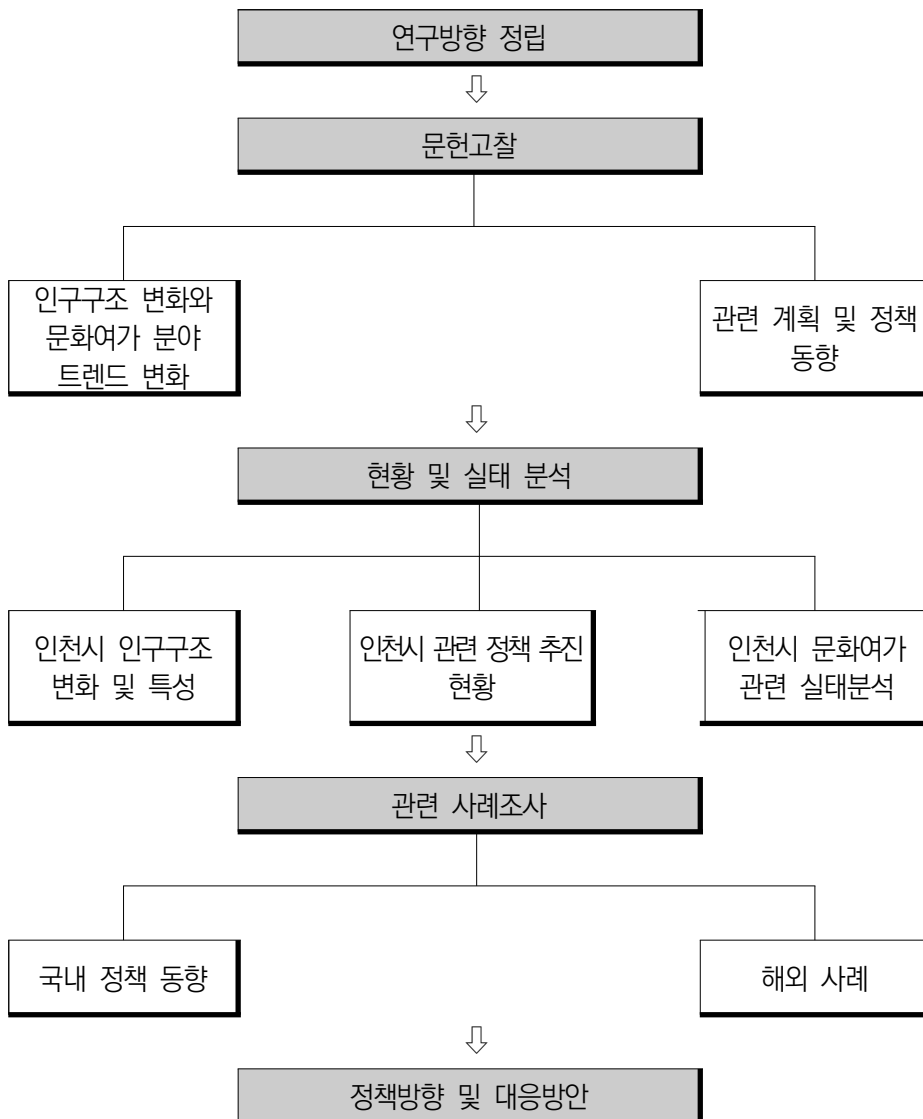 연구방향 정립
문헌고찰
인구구조 변화와
문화여가 분야
트렌드 변화
관련 계획 및 정책
동향
현황 및 실태 분석
인천시 인구구조
변화 및 특성
인천시 관련 정책 추진
현황
인천시 문화여가
관련 실태분석
관련 사례조사
국내 정책 동향
해외 사례
정책방향 및 대응방안